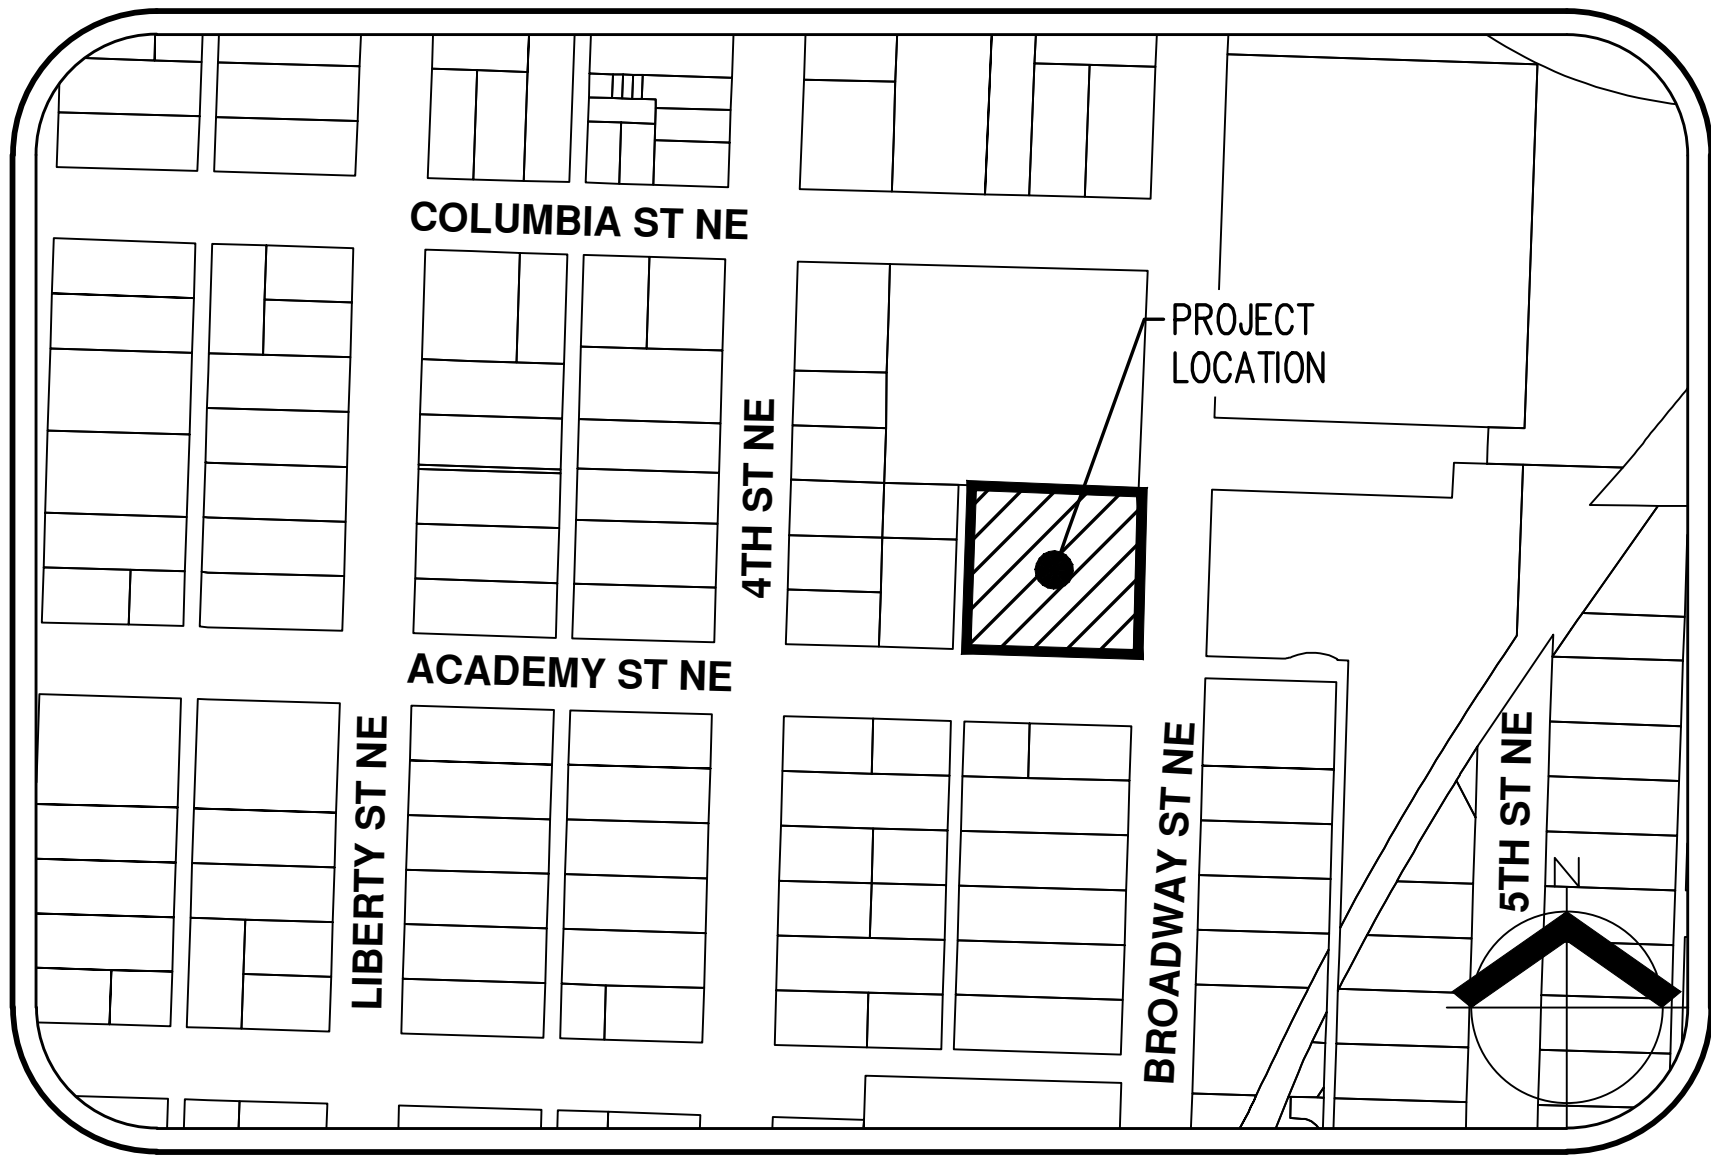 COLUMBIA ST NE
PROJECT
LOCATION
4TH ST NE
ACADEMY ST NE
LIBERTY ST NE
BROADWAY ST NE
5TH ST NE
N